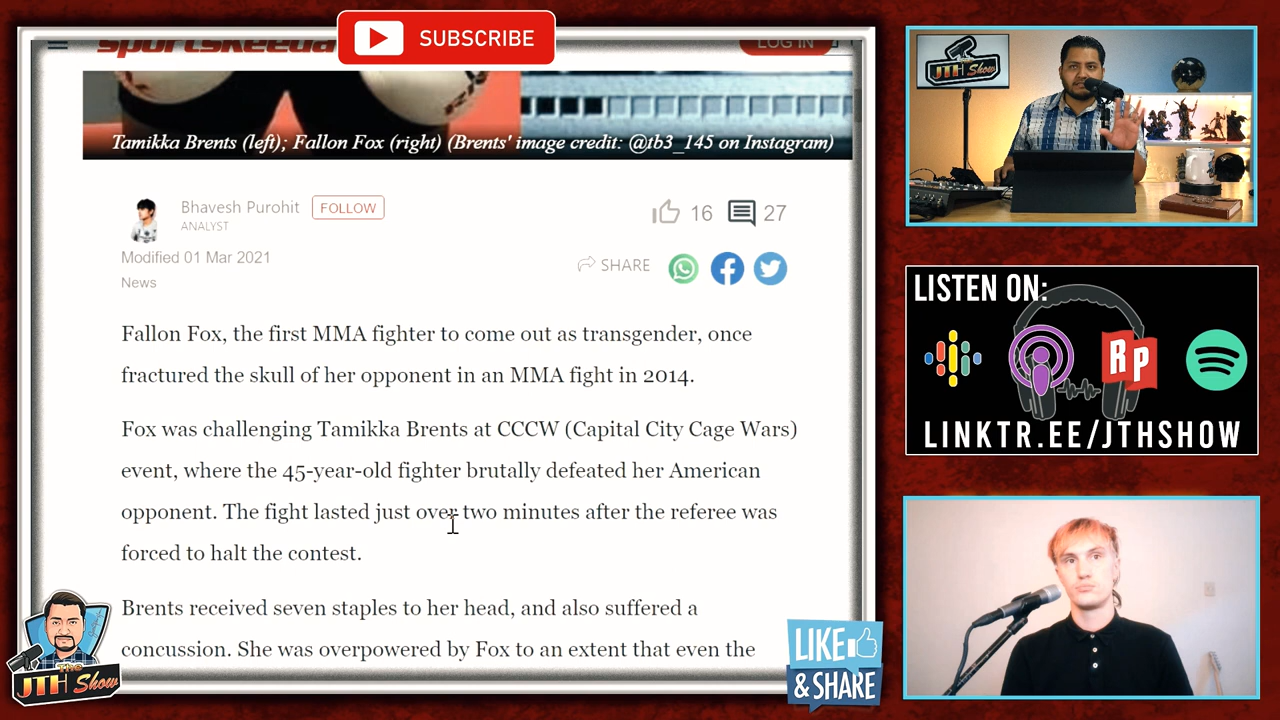 sportskeeda
LOG IN
SUBSCRIBE
Tamikka Brents (left); Fallon Fox (right) (Brents' image credit: @tb3_145 on Instagram)
Bhavesh Purohit
FOLLOW
ANALYST
16
27
Modified 01 Mar 2021
SHARE
News
Fallon Fox, the first MMA fighter to come out as transgender, once
fractured the skull of her opponent in an MMA fight in 2014.
Fox was challenging Tamikka Brents at CCCW (Capital City Cage Wars)
event, where the 45-year-old fighter brutally defeated her American
opponent. The fight lasted just over two minutes after the referee was
forced to halt the contest.
Brents received seven staples to her head, and also suffered a
concussion. She was overpowered by Fox to an extent that even the
The
JTH Show
LIKE
& SHARE
JTH Show
LISTEN ON:
RP
LINKTR.EE/JTHSHOW